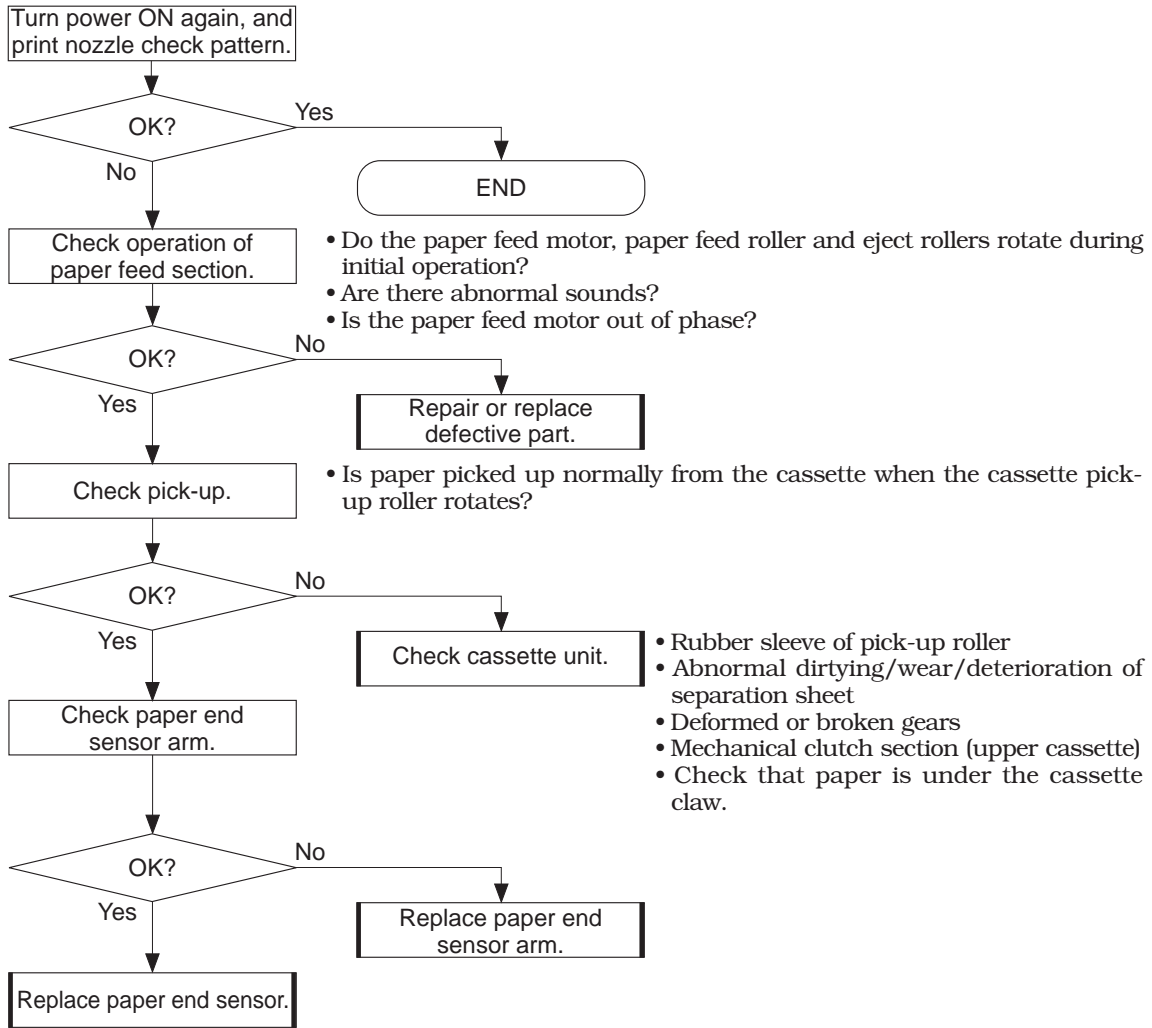 Turn power ON again, and
print nozzle check pattern.
OK?
Yes
No
END
Check operation of
paper feed section.
• Do the paper feed motor, paper feed roller and eject rollers rotate during
initial operation?
• Are there abnormal sounds?
• Is the paper feed motor out of phase?
OK?
No
Yes
Repair or replace
defective part.
Check pick-up.
• Is paper picked up normally from the cassette when the cassette pick-
up roller rotates?
OK?
No
Yes
Check cassette unit.
• Rubber sleeve of pick-up roller
• Abnormal dirtying/wear/deterioration of
separation sheet
• Deformed or broken gears
• Mechanical clutch section (upper cassette)
• Check that paper is under the cassette
claw.
Check paper end
sensor arm.
OK?
No
Yes
Replace paper end
sensor arm.
Replace paper end sensor.